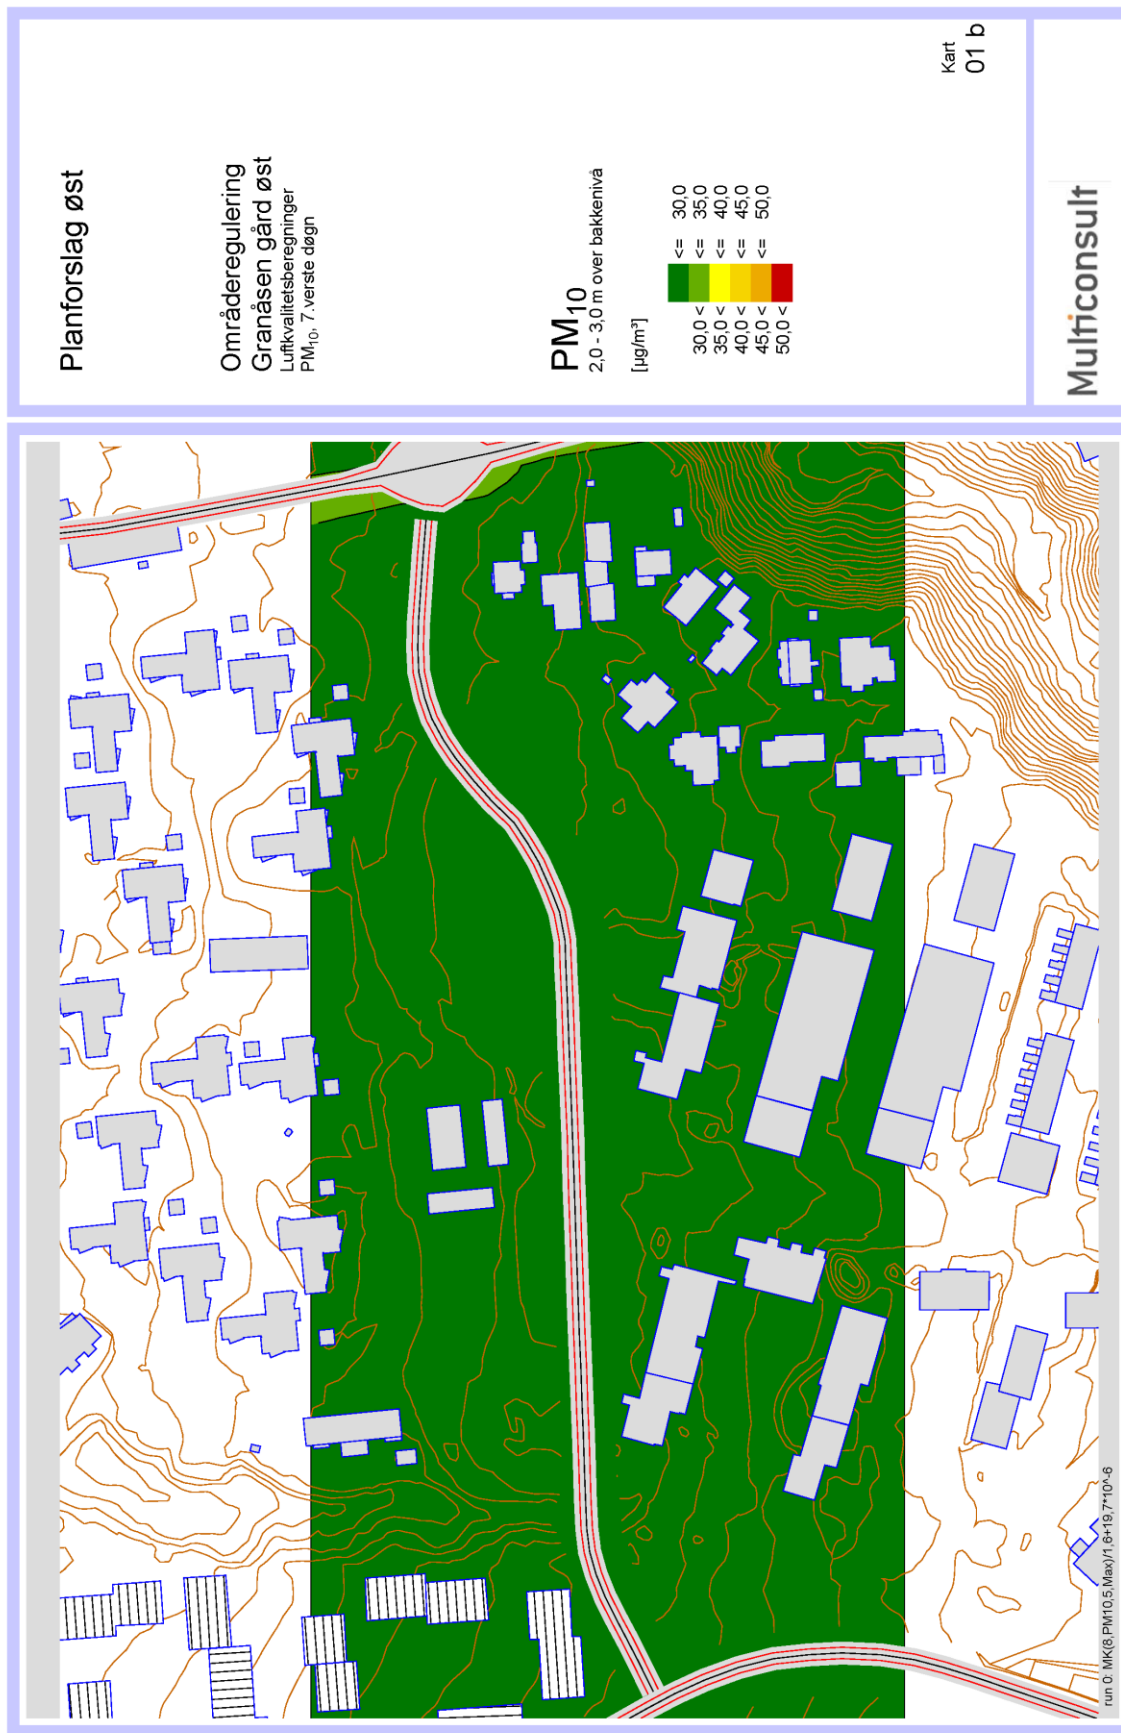 Planforslag øst
Områderegulering
Granåsen gård øst
Luftkvalitetsberegninger
PM10, 7.verste døgn
PM10
2,0 - 3,0 m over bakkenivå
[µg/m³]
<= 30,0
30,0 < <= 35,0
35,0 < <= 40,0
40,0 < <= 45,0
45,0 < <= 50,0
50,0 <
Kart
01 b
Multiconsult
run 0: MK(8,PM10,5,Max)/1,6+19,7*10^-6